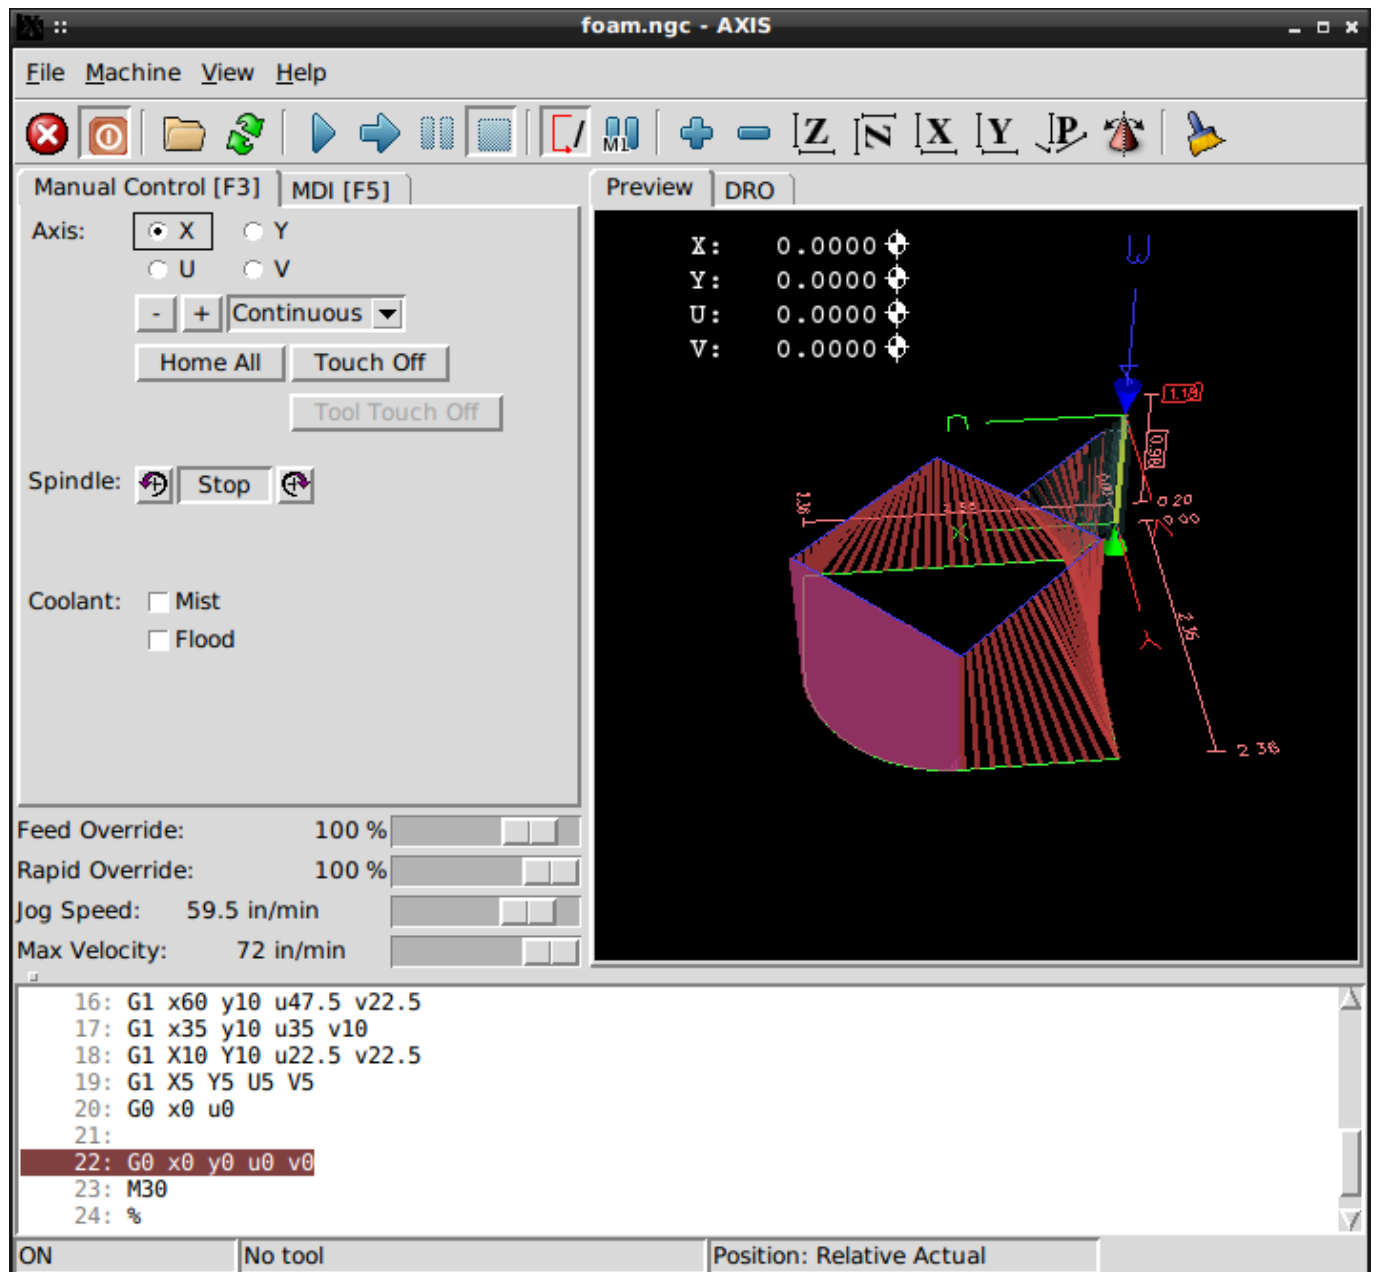 foam.ngc - AXIS
File Machine View Help
M1 Z N X Y P
Manual Control [F3] MDI [F5]
Preview DRO
Axis: X Y
U V
- + Continuous
Home All Touch Off
Tool Touch Off
Spindle: Stop
Coolant: Mist
Flood
Feed Override: 100 %
Rapid Override: 100 %
Jog Speed: 59.5 in/min
Max Velocity: 72 in/min
X: 0.0000
Y: 0.0000
U: 0.0000
V: 0.0000
1.18
0.98
0.20
X
Y
2.16
2.36
16: G1 x60 y10 u47.5 v22.5
17: G1 x35 y10 u35 v10
18: G1 X10 Y10 u22.5 v22.5
19: G1 X5 Y5 U5 V5
20: G0 x0 u0
21:
22: G0 x0 y0 u0 v0
23: M30
24: %
ON No tool Position: Relative Actual